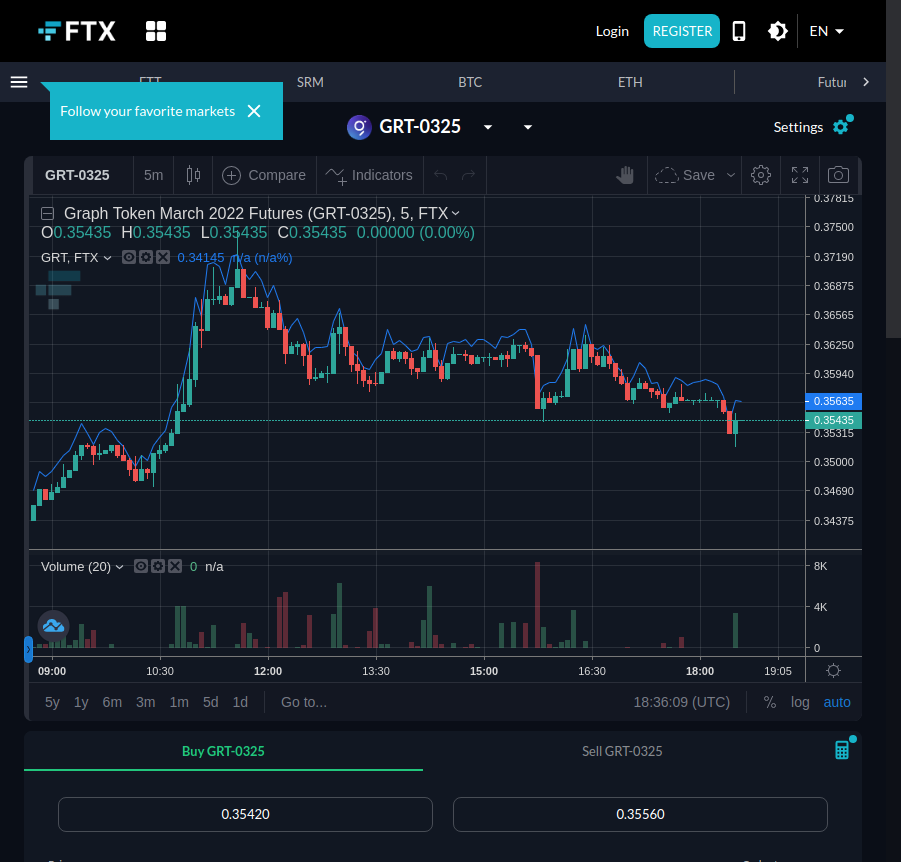 FTX
Login REGISTER EN
FTT SRM BTC ETH Futur
Follow your favorite markets
GRT-0325
Settings
GRT-0325 5m Compare Indicators Save
Graph Token March 2022 Futures (GRT-0325), 5, FTX
O0.35435 H0.35435 L0.35435 C0.35435 0.00000 (0.00%)
GRT, FTX 0.34145 n/a (n/a%)
0.37815
0.37500
0.37190
0.36875
0.36565
0.36250
0.35940
0.35635
0.35435
0.35315
0.35000
0.34690
0.34375
Volume (20) 0 n/a
8K
4K
0
09:00 10:30 12:00 13:30 15:00 16:30 18:00 19:05
5y 1y 6m 3m 1m 5d 1d Go to... 18:36:09 (UTC) % log auto
Buy GRT-0325 Sell GRT-0325
0.35420 0.35560